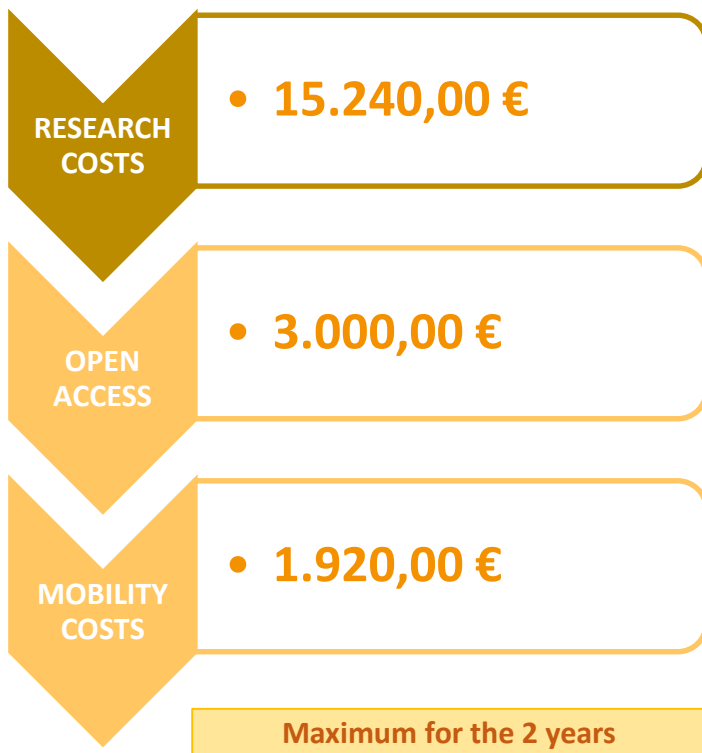 RESEARCH
COSTS
• 15.240,00 €
OPEN
ACCESS
• 3.000,00 €
MOBILITY
COSTS
• 1.920,00 €
Maximum for the 2 years